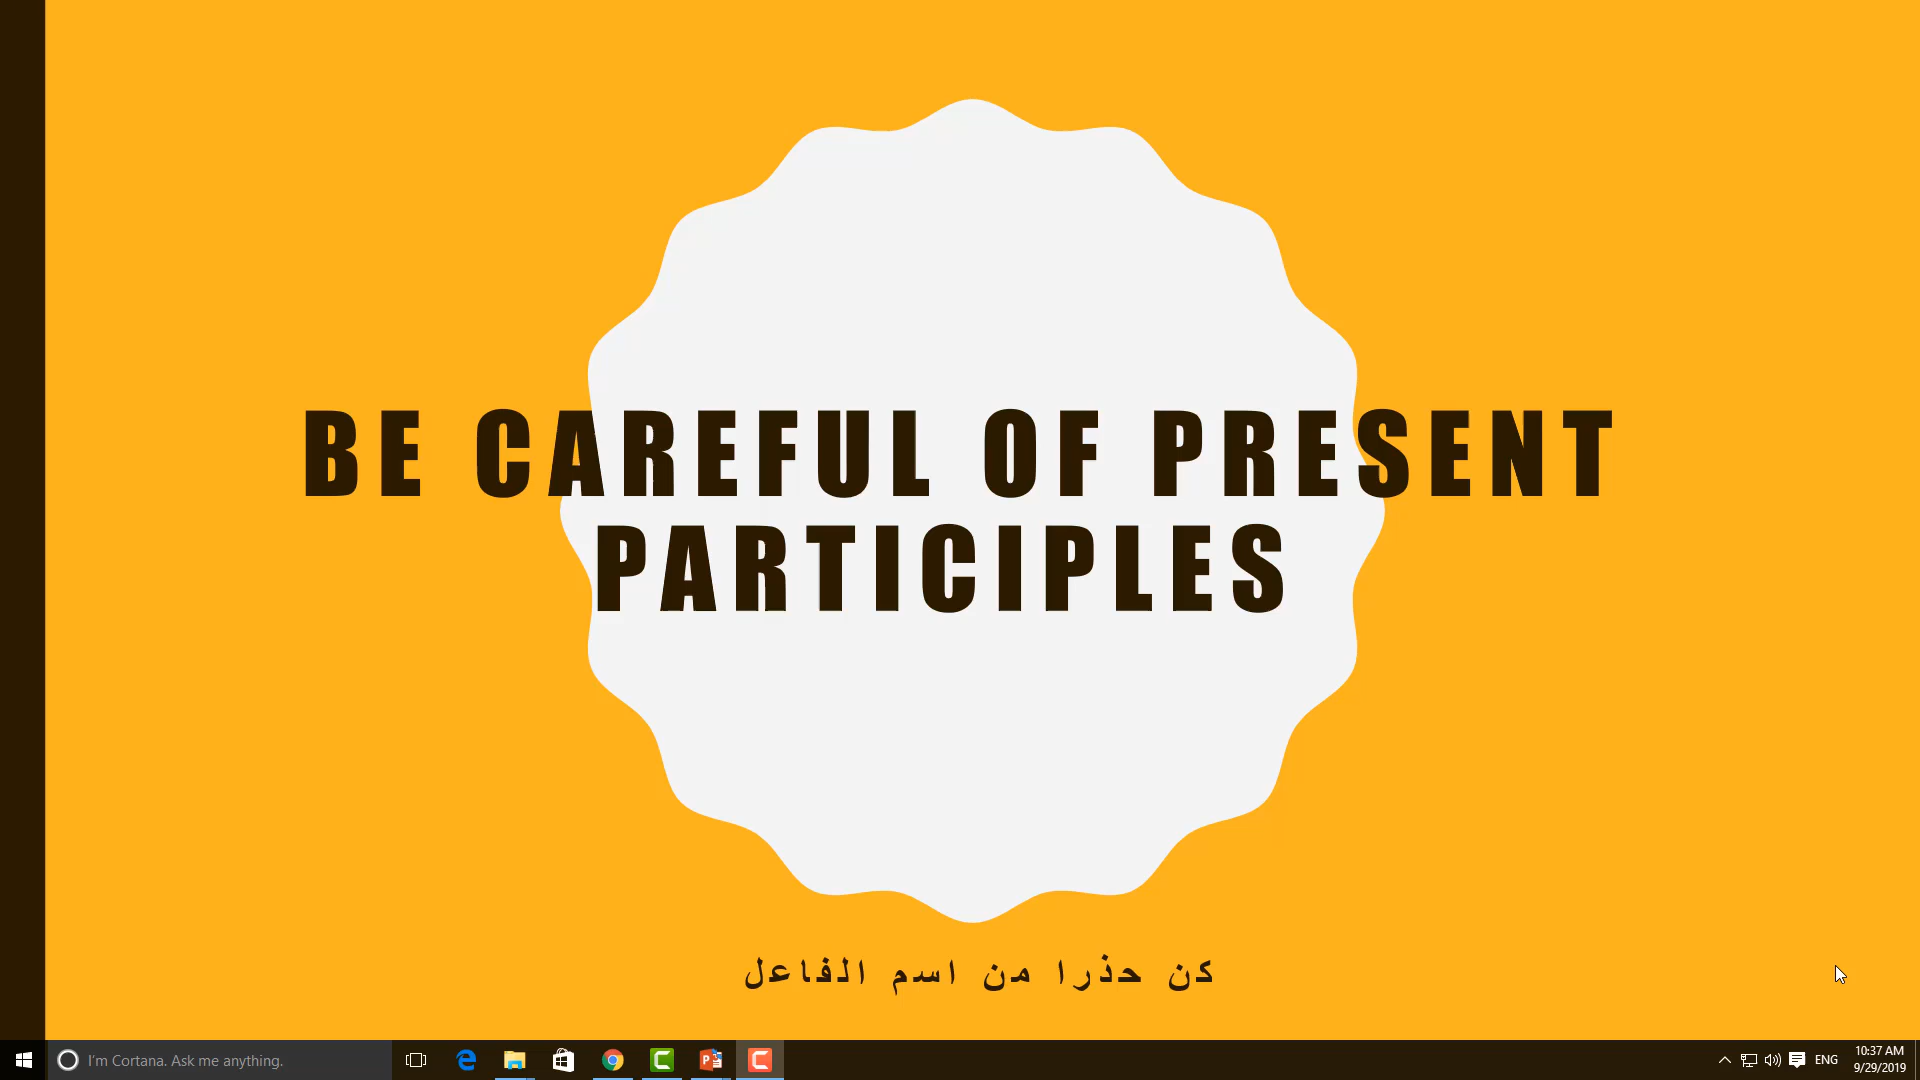 BE CAREFUL OF PRESENT
PARTICIPLES
كن حذرا من اسم الفاعل
I'm Cortana. Ask me anything.
ENG
10:37 AM
9/29/2019